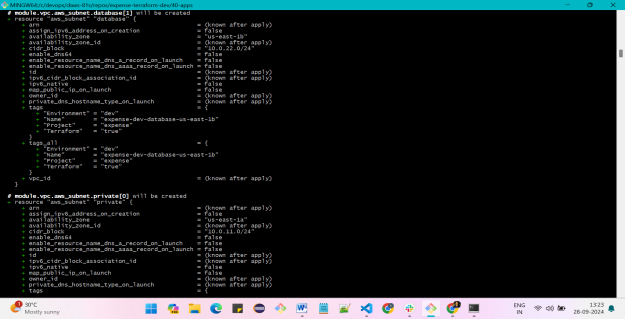 MINGW64:/c/devops/daws-81s/repos/expense-terraform-dev/40-apps
# module.vpc.aws_subnet.database[1] will be created
+ resource "aws_subnet" "database" {
+ arn = (known after apply)
+ assign_ipv6_address_on_creation = false
+ availability_zone = "us-east-1b"
+ availability_zone_id = (known after apply)
+ cidr_block = "10.0.22.0/24"
+ enable_dns64 = false
+ enable_resource_name_dns_a_record_on_launch = false
+ enable_resource_name_dns_aaaa_record_on_launch = false
+ id = (known after apply)
+ ipv6_cidr_block_association_id = (known after apply)
+ ipv6_native = false
+ map_public_ip_on_launch = false
+ owner_id = (known after apply)
+ private_dns_hostname_type_on_launch = (known after apply)
+ tags = {
+ "Environment" = "dev"
+ "Name" = "expense-dev-database-us-east-1b"
+ "Project" = "expense"
+ "Terraform" = "true"
}
+ tags_all = {
+ "Environment" = "dev"
+ "Name" = "expense-dev-database-us-east-1b"
+ "Project" = "expense"
+ "Terraform" = "true"
}
+ vpc_id = (known after apply)
}
# module.vpc.aws_subnet.private[0] will be created
+ resource "aws_subnet" "private" {
+ arn = (known after apply)
+ assign_ipv6_address_on_creation = false
+ availability_zone = "us-east-1a"
+ availability_zone_id = (known after apply)
+ cidr_block = "10.0.11.0/24"
+ enable_dns64 = false
+ enable_resource_name_dns_a_record_on_launch = false
+ enable_resource_name_dns_aaaa_record_on_launch = false
+ id = (known after apply)
+ ipv6_cidr_block_association_id = (known after apply)
+ ipv6_native = false
+ map_public_ip_on_launch = false
+ owner_id = (known after apply)
+ private_dns_hostname_type_on_launch = (known after apply)
+ tags = {
30°C
Mostly sunny
ENG
IN
13:23
28-09-2024